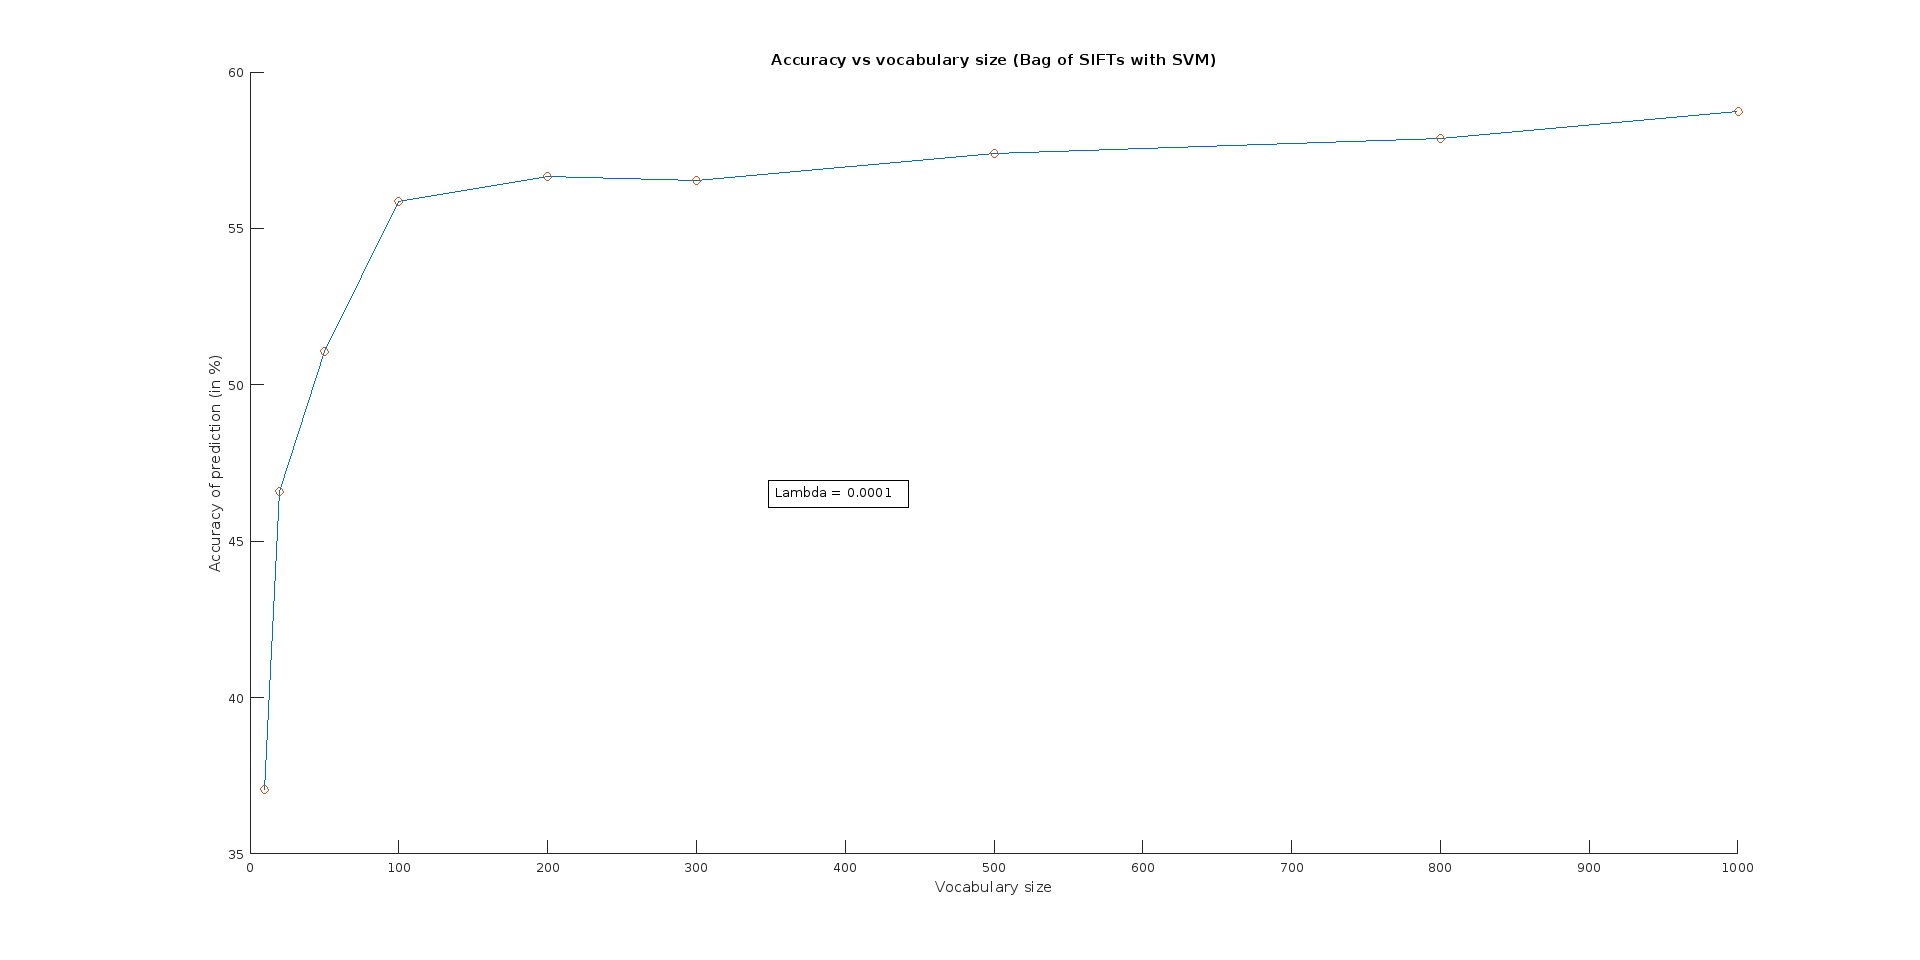 Accuracy vs vocabulary size (Bag of SIFTs with SVM)
60
55
50
45
40
35
Accuracy of prediction (in %)
Lambda = 0.0001
0 100 200 300 400 500 600 700 800 900 1000
Vocabulary size